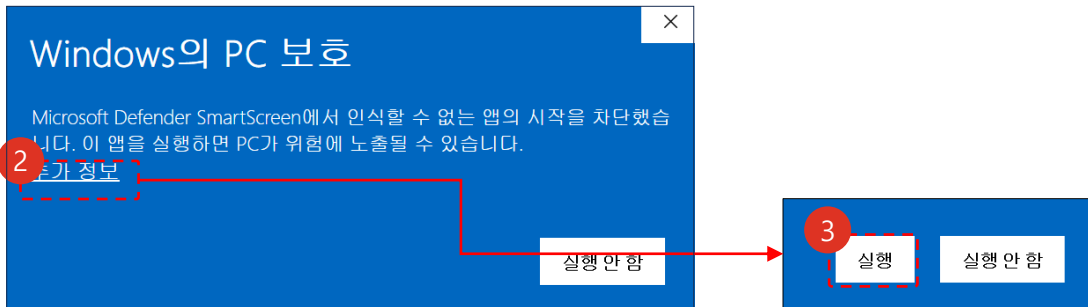 Windows의 PC 보호
Microsoft Defender SmartScreen에서 인식할 수 없는 앱의 시작을 차단했습
니다. 이 앱을 실행하면 PC가 위험에 노출될 수 있습니다.
2
추가 정보
실행 안 함
3
실행
실행 안 함